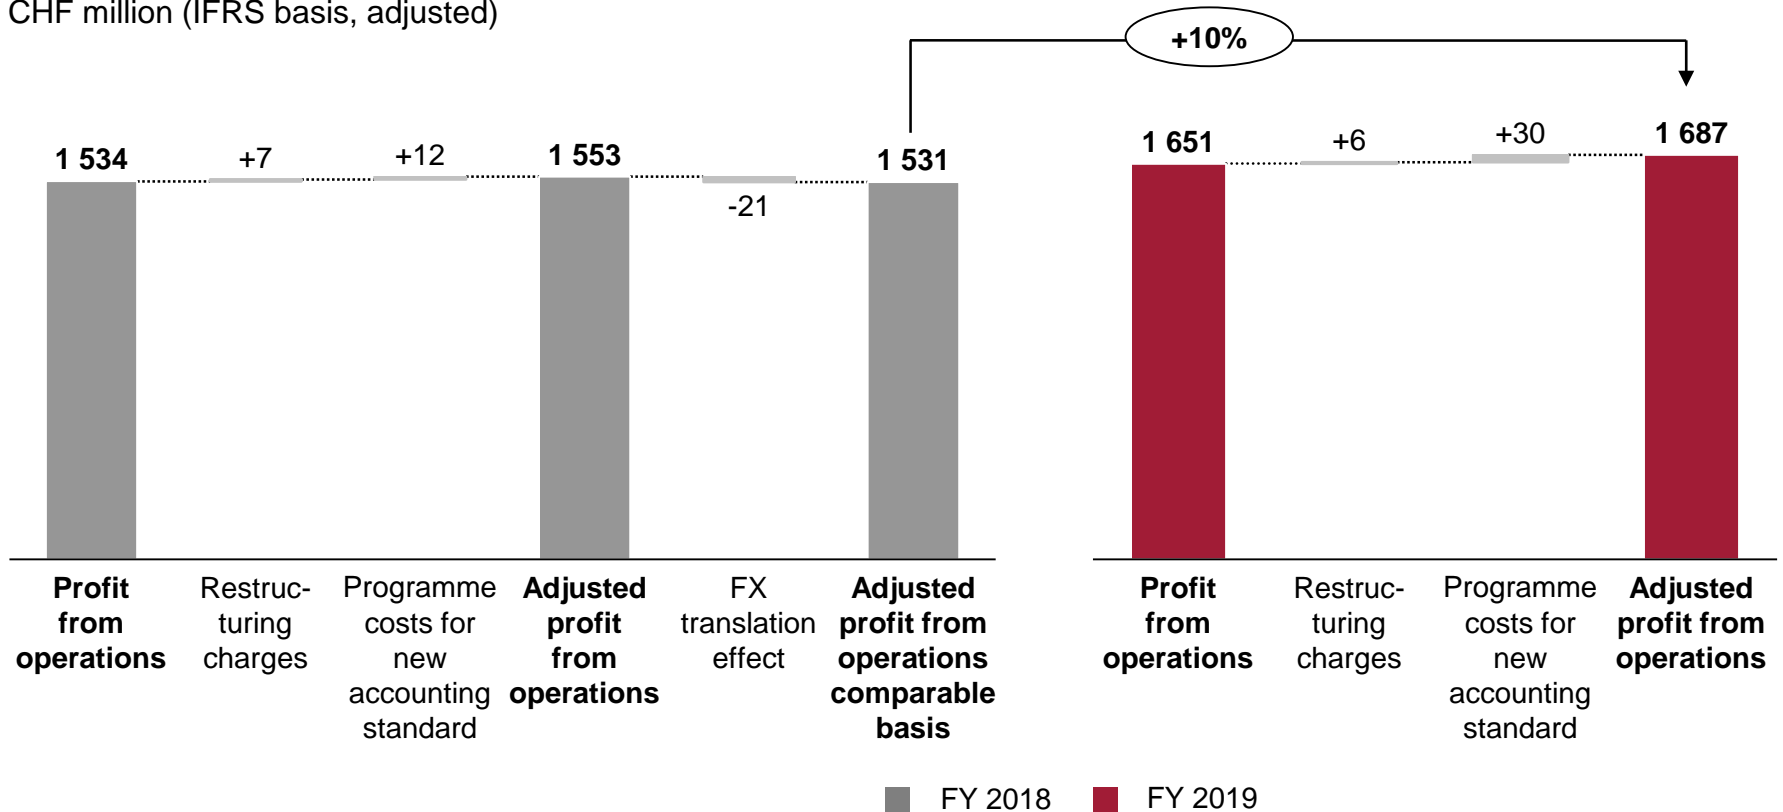 CHF million (IFRS basis, adjusted)
+10%
1 534
+7
+12
1 553
-21
1 531
1 651
+6
+30
1 687
Profit
from
operations
Restruc-
turing
charges
Programme
costs for
new
accounting
standard
Adjusted
profit
from
operations
FX
translation
effect
Adjusted
profit from
operations
comparable
basis
Profit
from
operations
Restruc-
turing
charges
Programme
costs for
new
accounting
standard
Adjusted
profit from
operations
FY 2018
FY 2019